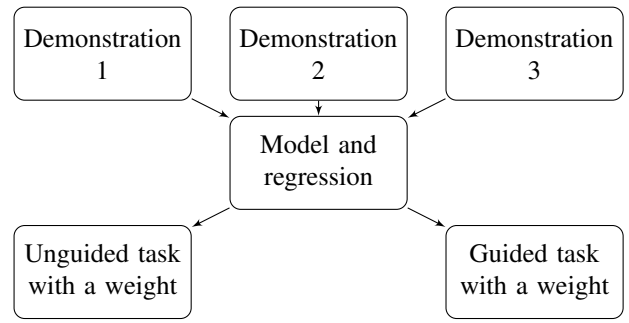 Demonstration
1
Demonstration
2
Demonstration
3
Model and
regression
Unguided task
with a weight
Guided task
with a weight